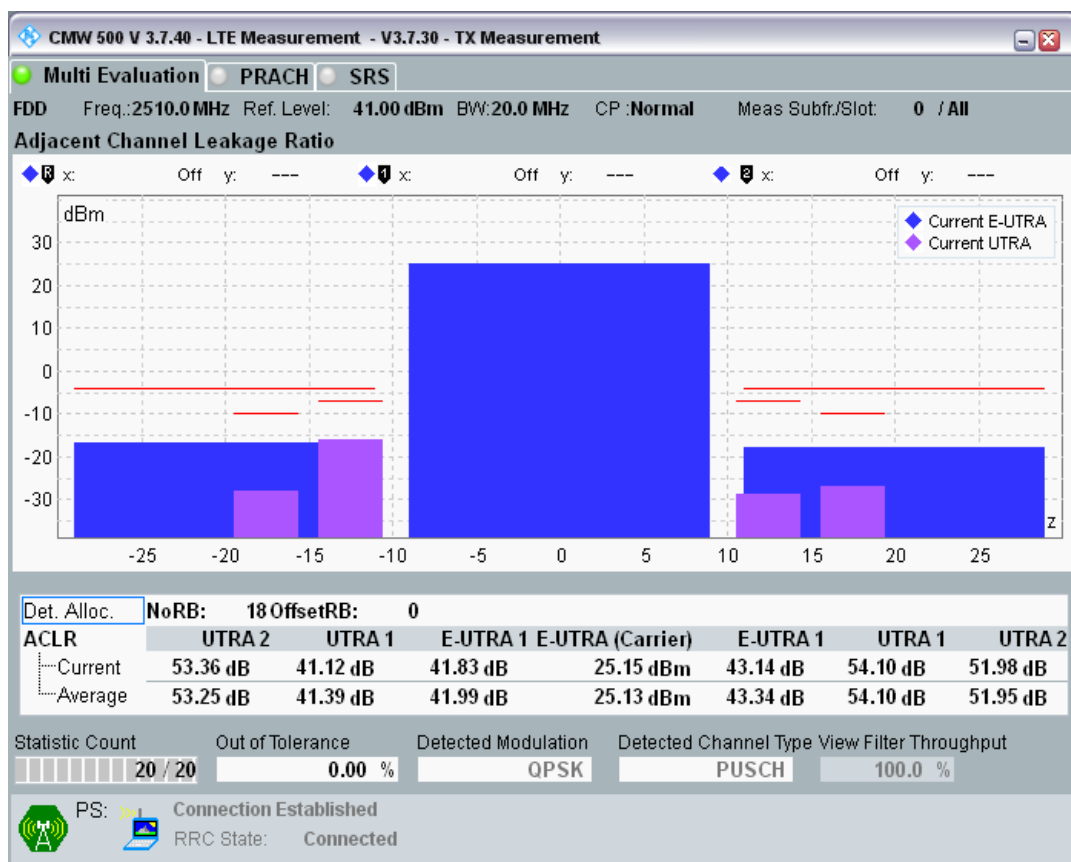 CMW 500 V 3.7.40 - LTE Measurement - V3.7.30 - TX Measurement
Multi Evaluation PRACH SRS
FDD Freq.:2510.0 MHz Ref. Level: 41.00 dBm BW:20.0 MHz CP :Normal Meas Subfr./Slot: 0 / All
Adjacent Channel Leakage Ratio
R x: Off y: --- 1 x: Off y: --- 2 x: Off y: ---
dBm
Current E-UTRA
Current UTRA
30
20
10
0
-10
-20
-30
z
-25 -20 -15 -10 -5 0 5 10 15 20 25
Det. Alloc. NoRB: 18 OffsetRB: 0
ACLR UTRA 2 UTRA 1 E-UTRA 1 E-UTRA (Carrier) E-UTRA 1 UTRA 1 UTRA 2
Current 53.36 dB 41.12 dB 41.83 dB 25.15 dBm 43.14 dB 54.10 dB 51.98 dB
Average 53.25 dB 41.39 dB 41.99 dB 25.13 dBm 43.34 dB 54.10 dB 51.95 dB
Statistic Count Out of Tolerance Detected Modulation Detected Channel Type View Filter Throughput
20 / 20 0.00 % QPSK PUSCH 100.0 %
PS: Connection Established
RRC State: Connected